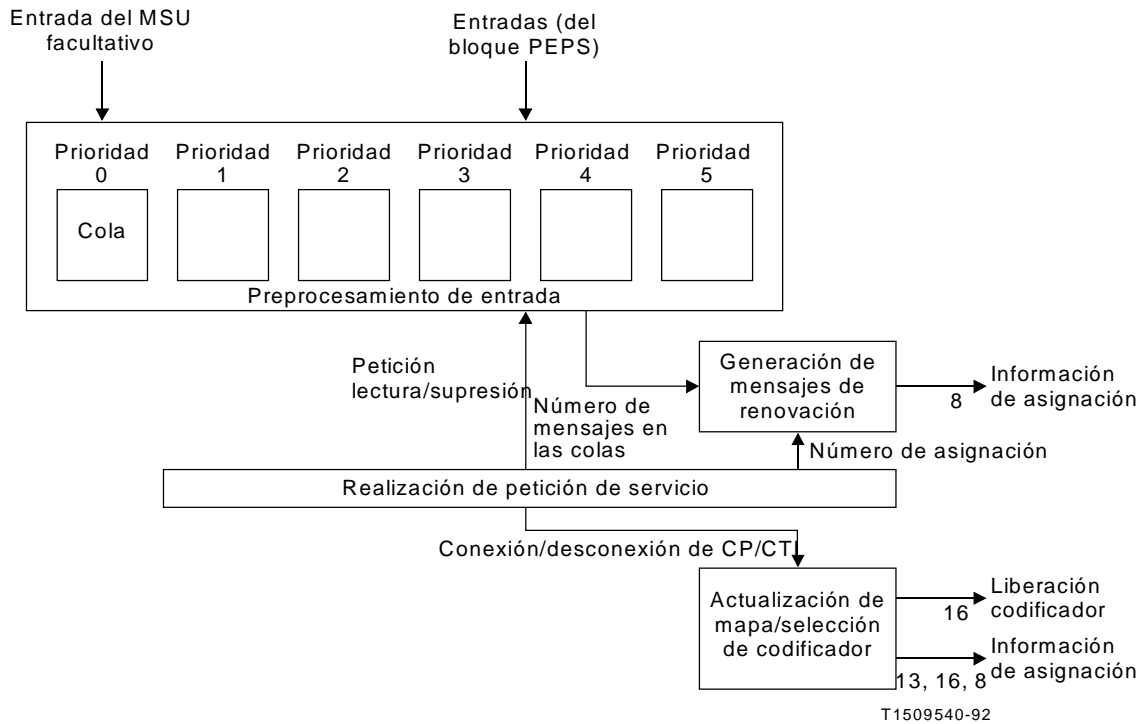 Entrada del MSU
facultativo
Entradas (del
bloque PEPS)
Prioridad
0
Prioridad
1
Prioridad
2
Prioridad
3
Prioridad
4
Prioridad
5
Cola
Preprocesamiento de entrada
Petición
lectura/supresión
Número de
mensajes en
las colas
Generación de
mensajes de
renovación
8
Información
de asignación
Número de asignación
Realización de petición de servicio
Conexión/desconexión de CP/CTI
Actualización de
mapa/selección
de codificador
16
Liberación
codificador
13, 16, 8
Información
de asignación
T1509540-92